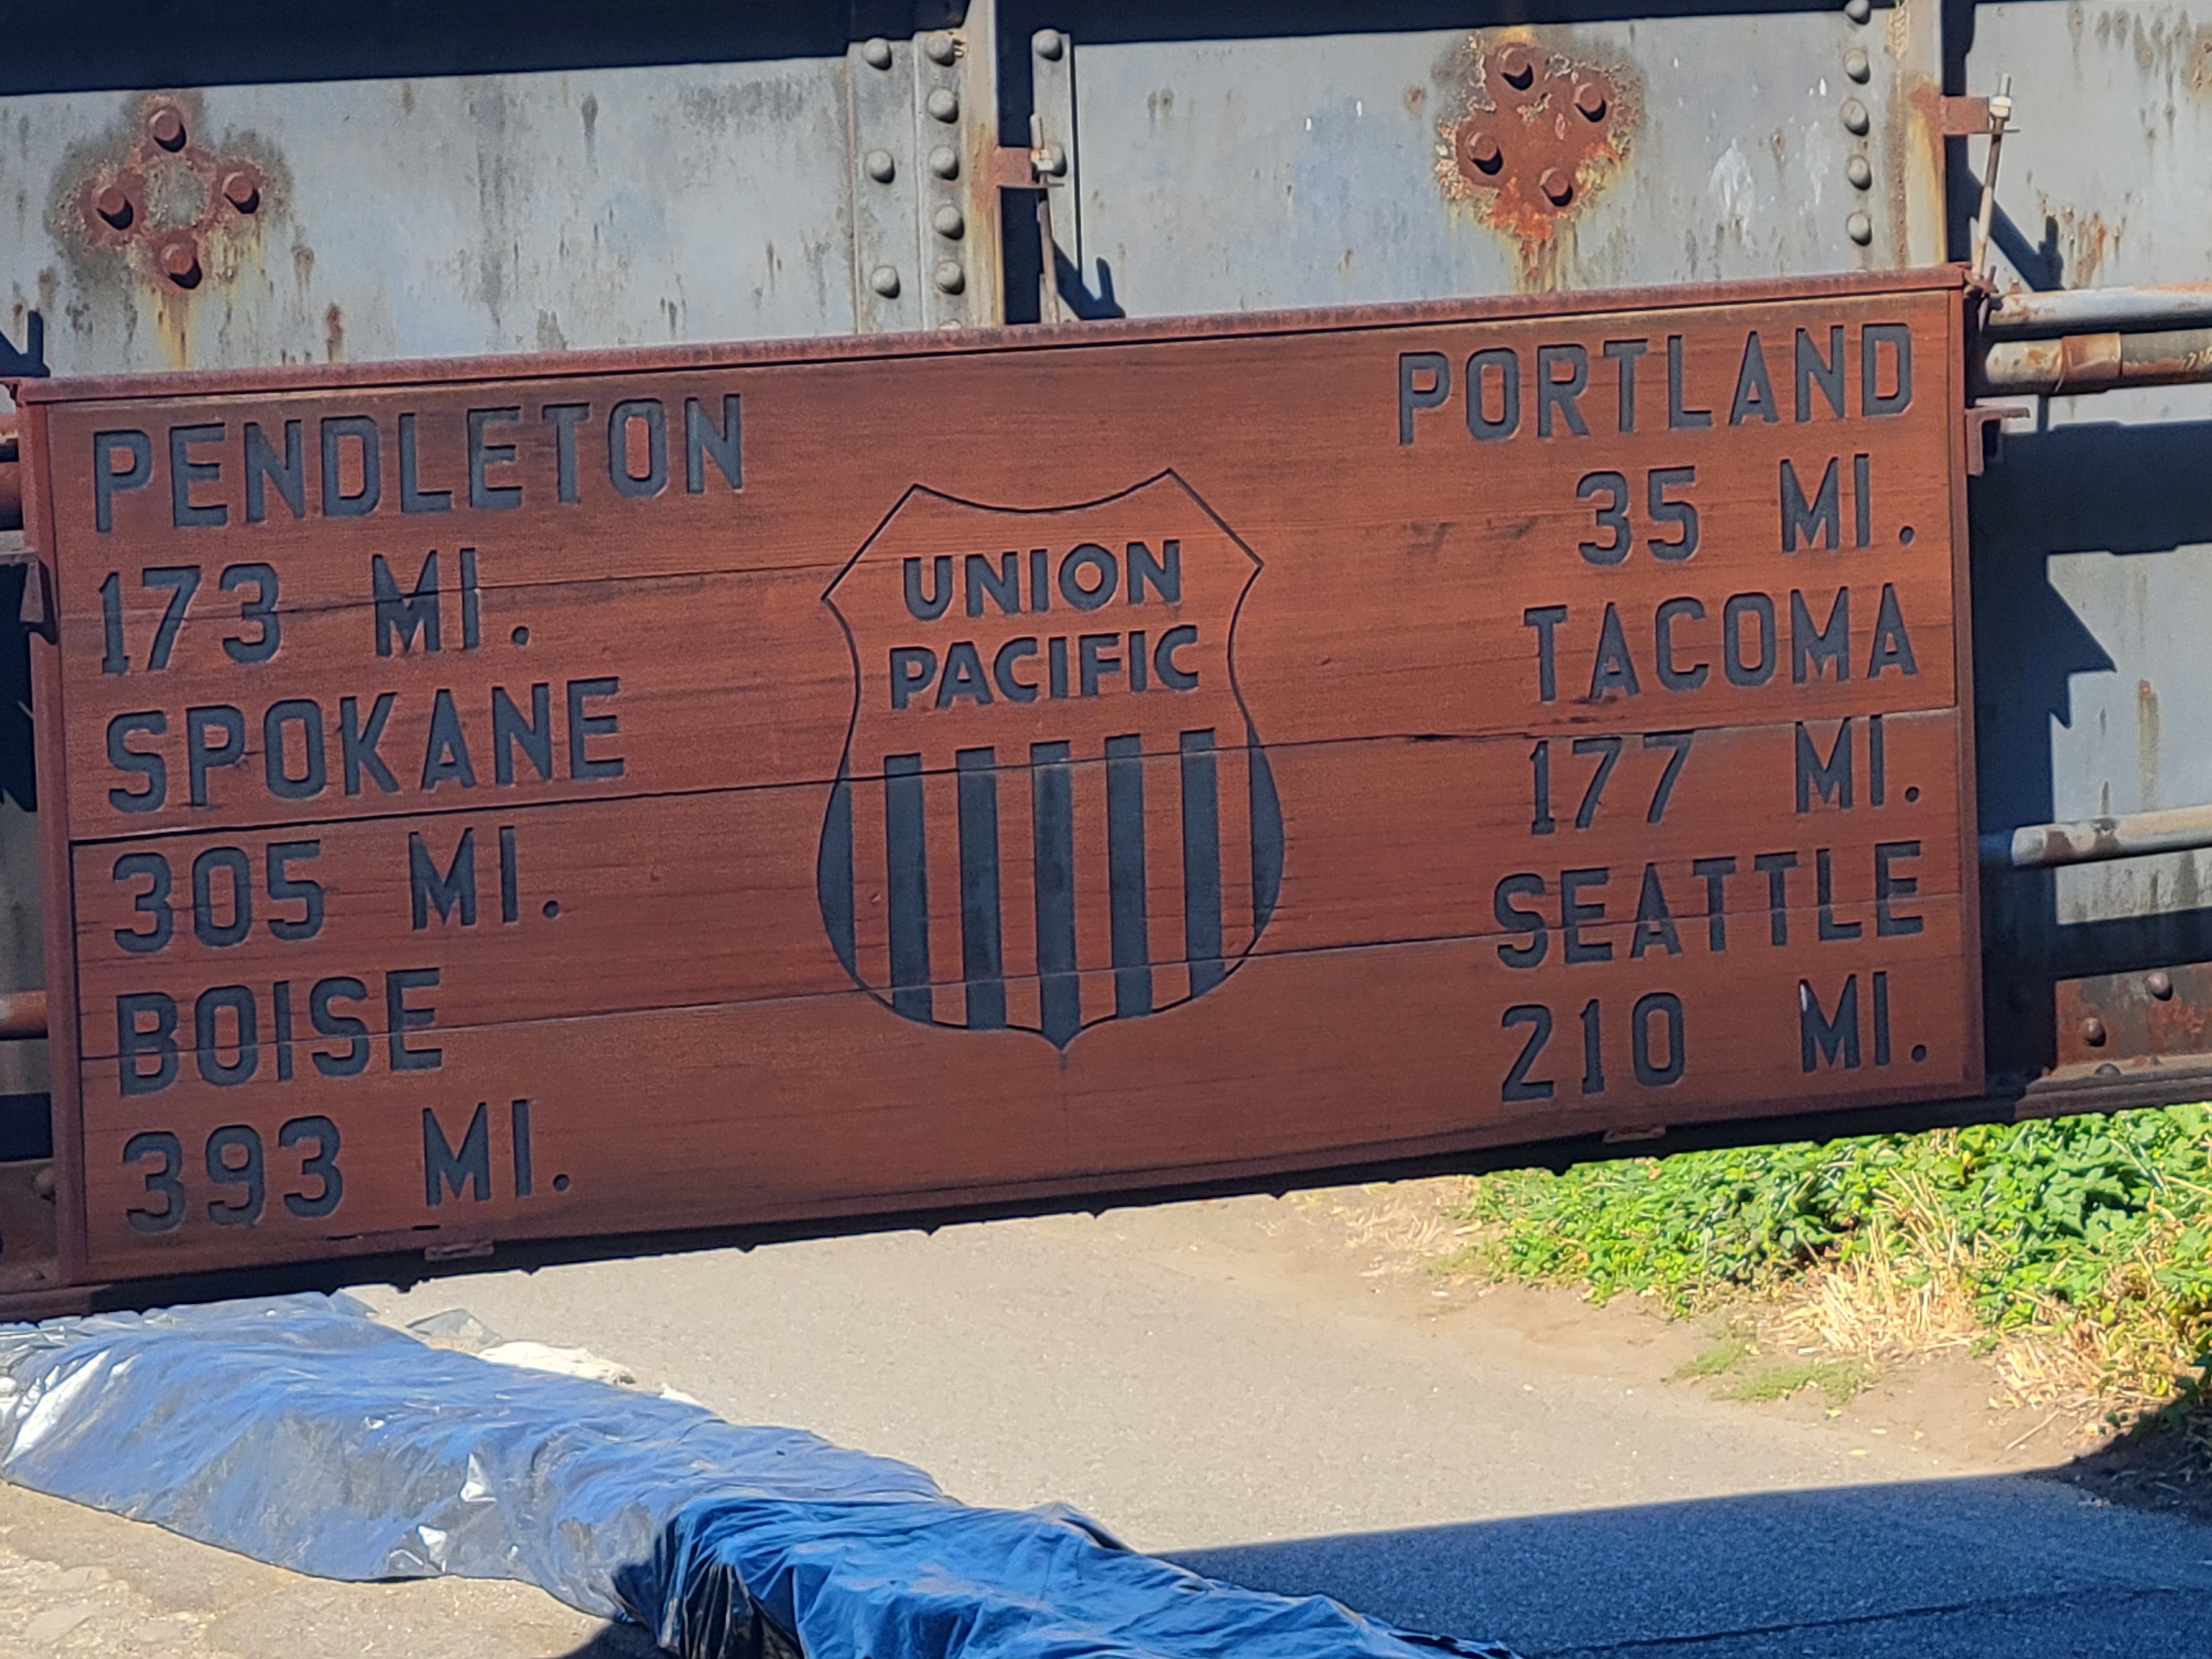 PENDLETON
173 MI.
SPOKANE
305 MI.
BOISE
393 MI.
UNION
PACIFIC
PORTLAND
35 MI.
TACOMA
177 MI.
SEATTLE
210 MI.